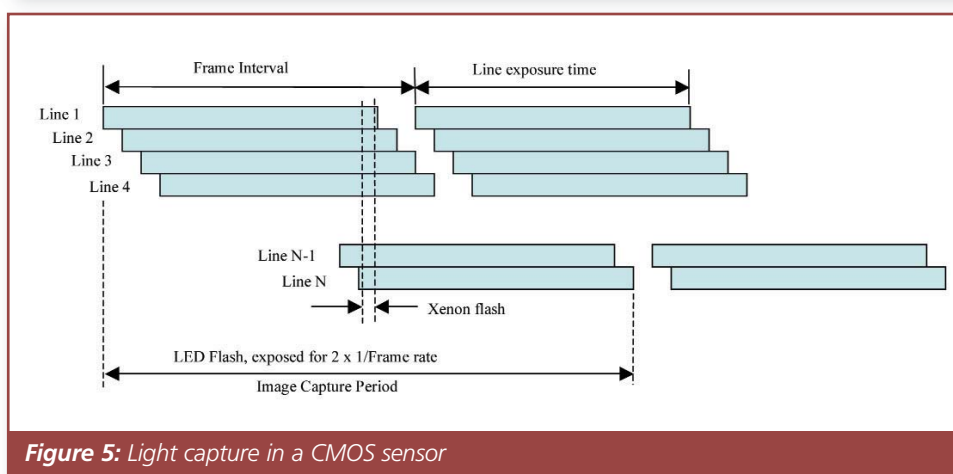 Frame Interval
Line exposure time
Line 1
Line 2
Line 3
Line 4
Line N-1
Line N
Xenon flash
LED Flash, exposed for 2 x 1/Frame rate
Image Capture Period
Figure 5: Light capture in a CMOS sensor